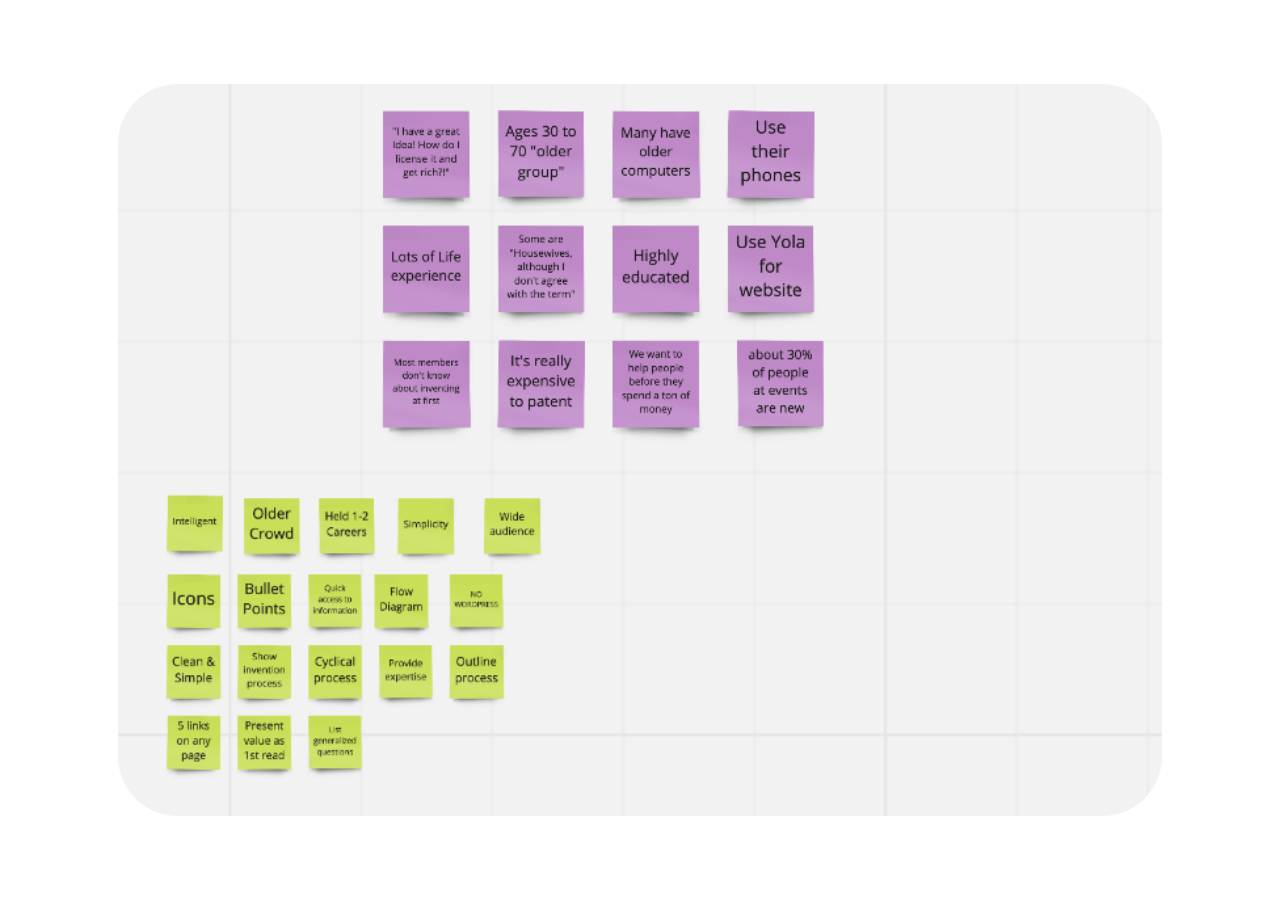 "I have a great
idea! How do I
license it and
get rich?!"
Ages 30 to
70 "older
group"
Many have
older
computers
Use
their
phones
Lots of Life
experience
Some are
"Housewives,
although I
don't agree
with the term"
Highly
educated
Use Yola
for
website
Most members
don't know
about inventing
at first
It's really
expensive
to patent
We want to
help people
before they
spend a ton of
money
about 30%
of people
at events
are new
Intelligent
Older
Crowd
Held 1-2
Careers
Simplicity
Wide
audience
Icons
Bullet
Points
Quick
access to
information
Flow
Diagram
NO
WORDPRESS
Clean &
Simple
Show
invention
process
Cyclical
process
Provide
expertise
Outline
process
5 links
on any
page
Present
value as
1st read
List
generalized
questions